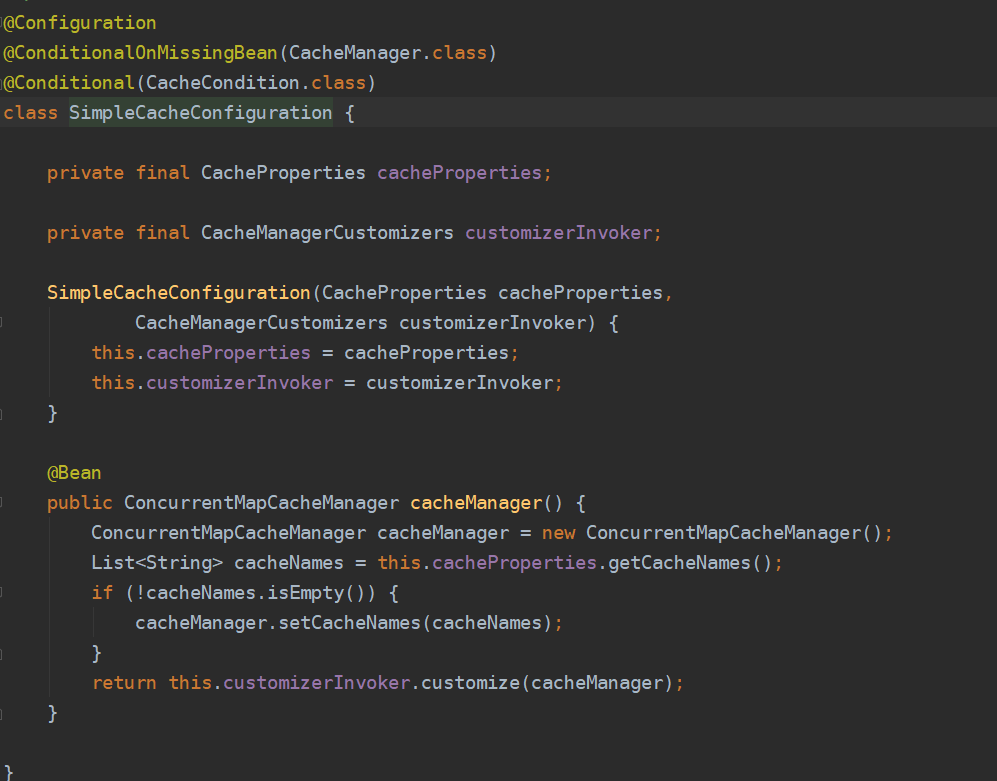 @Configuration
@ConditionalOnMissingBean(CacheManager.class)
@Conditional(CacheCondition.class)
class SimpleCacheConfiguration {
private final CacheProperties cacheProperties;
private final CacheManagerCustomizers customizerInvoker;
SimpleCacheConfiguration(CacheProperties cacheProperties,
CacheManagerCustomizers customizerInvoker) {
this.cacheProperties = cacheProperties;
this.customizerInvoker = customizerInvoker;
}
@Bean
public ConcurrentMapCacheManager cacheManager() {
ConcurrentMapCacheManager cacheManager = new ConcurrentMapCacheManager();
List<String> cacheNames = this.cacheProperties.getCacheNames();
if (!cacheNames.isEmpty()) {
cacheManager.setCacheNames(cacheNames);
}
return this.customizerInvoker.customize(cacheManager);
}
}